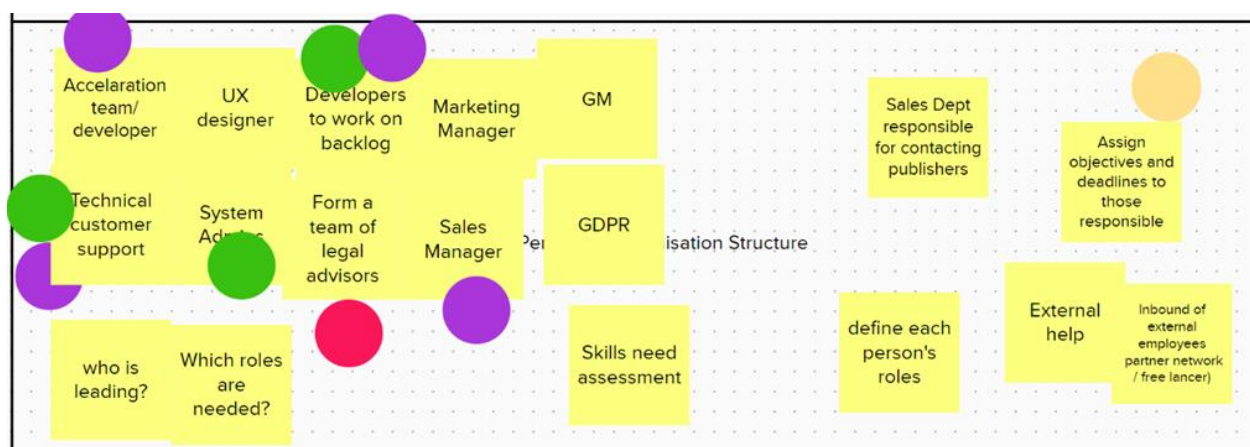 Accelaration
team/
developer
UX
designer
Developers
to work on
backlog
Marketing
Manager
GM
Sales Dept
responsible
for contacting
publishers
Assign
objectives and
deadlines to
those
responsible
Technical
customer
support
System
Form a
team of
legal
advisors
Sales
Manager
GDPR
Structure
who is
leading?
Which roles
are
needed?
Skills need
assessment
define each
person's
roles
External
help
Inbound of
external
employees
partner network
/ free lancer)